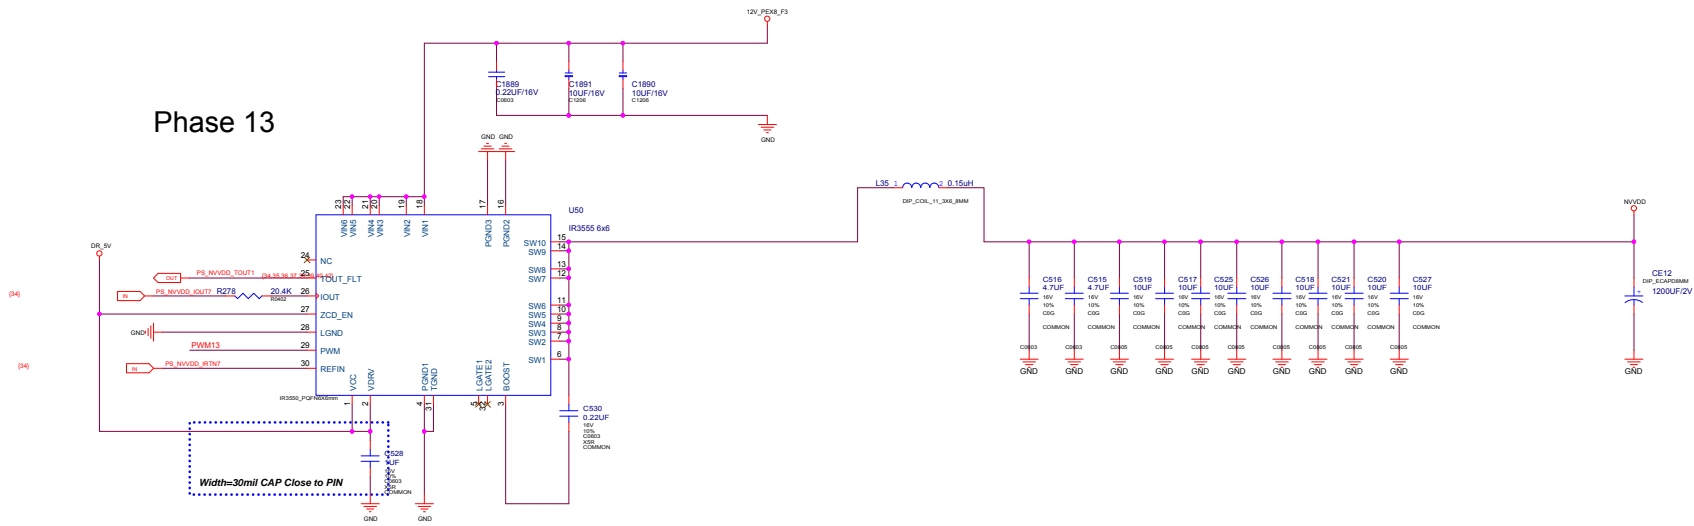 12V_PEX8_F3
C1889
0.22UF/16V
C0603
C1891
10UF/16V
C1206
C1890
10UF/16V
C1206
GND
Phase 13
GND GND
23
22
21
20
19
18
17
16
VIN6
VIN5
VIN4
VIN3
VIN2
VIN1
PGND3
PGND2
U50
IR3555 6x6
L35 1 2 0.15uH
DIP_COIL_11_3X6_8MM
NVVDD
DR_5V
24 NC
OUT PS_NVVDD_TOUT1 25 TOUT_FLT
{34} IN PS_NVVDD_IOUT7 R278 20.4K R0402 26 IOUT
27 ZCD_EN
GND 28 LGND
PWM13 29 PWM
{34} IN PS_NVVDD_IRTN7 30 REFIN
SW10 15
SW9 14
SW8 13
SW7 12
SW6 11
SW5 10
SW4 9
SW3 8
SW2 7
SW1 6
VCC
VDRV
PGND1
TGND
LGATE1
LGATE2
BOOST
IR3550_PQFN6X6mm
1
2
4
31
5
32
3
C516
4.7UF
16V
10%
C0G
COMMON
C0603
GND
C515
4.7UF
16V
10%
C0G
COMMON
C0603
GND
C519
10UF
16V
10%
C0G
COMMON
C0805
GND
C517
10UF
16V
10%
C0G
COMMON
C0805
GND
C525
10UF
16V
10%
C0G
COMMON
C0805
GND
C526
10UF
16V
10%
C0G
COMMON
C0805
GND
C518
10UF
16V
10%
C0G
COMMON
C0805
GND
C521
10UF
16V
10%
C0G
COMMON
C0805
GND
C520
10UF
16V
10%
C0G
COMMON
C0805
GND
C527
10UF
16V
10%
C0G
COMMON
C0805
GND
CE12
DIP_ECAPD8MM
+
1200UF/2V
GND
C530
0.22UF
16V
10%
C0603
X5R
COMMON
C528
1UF
COMMON
Width=30mil CAP Close to PIN
GND
GND